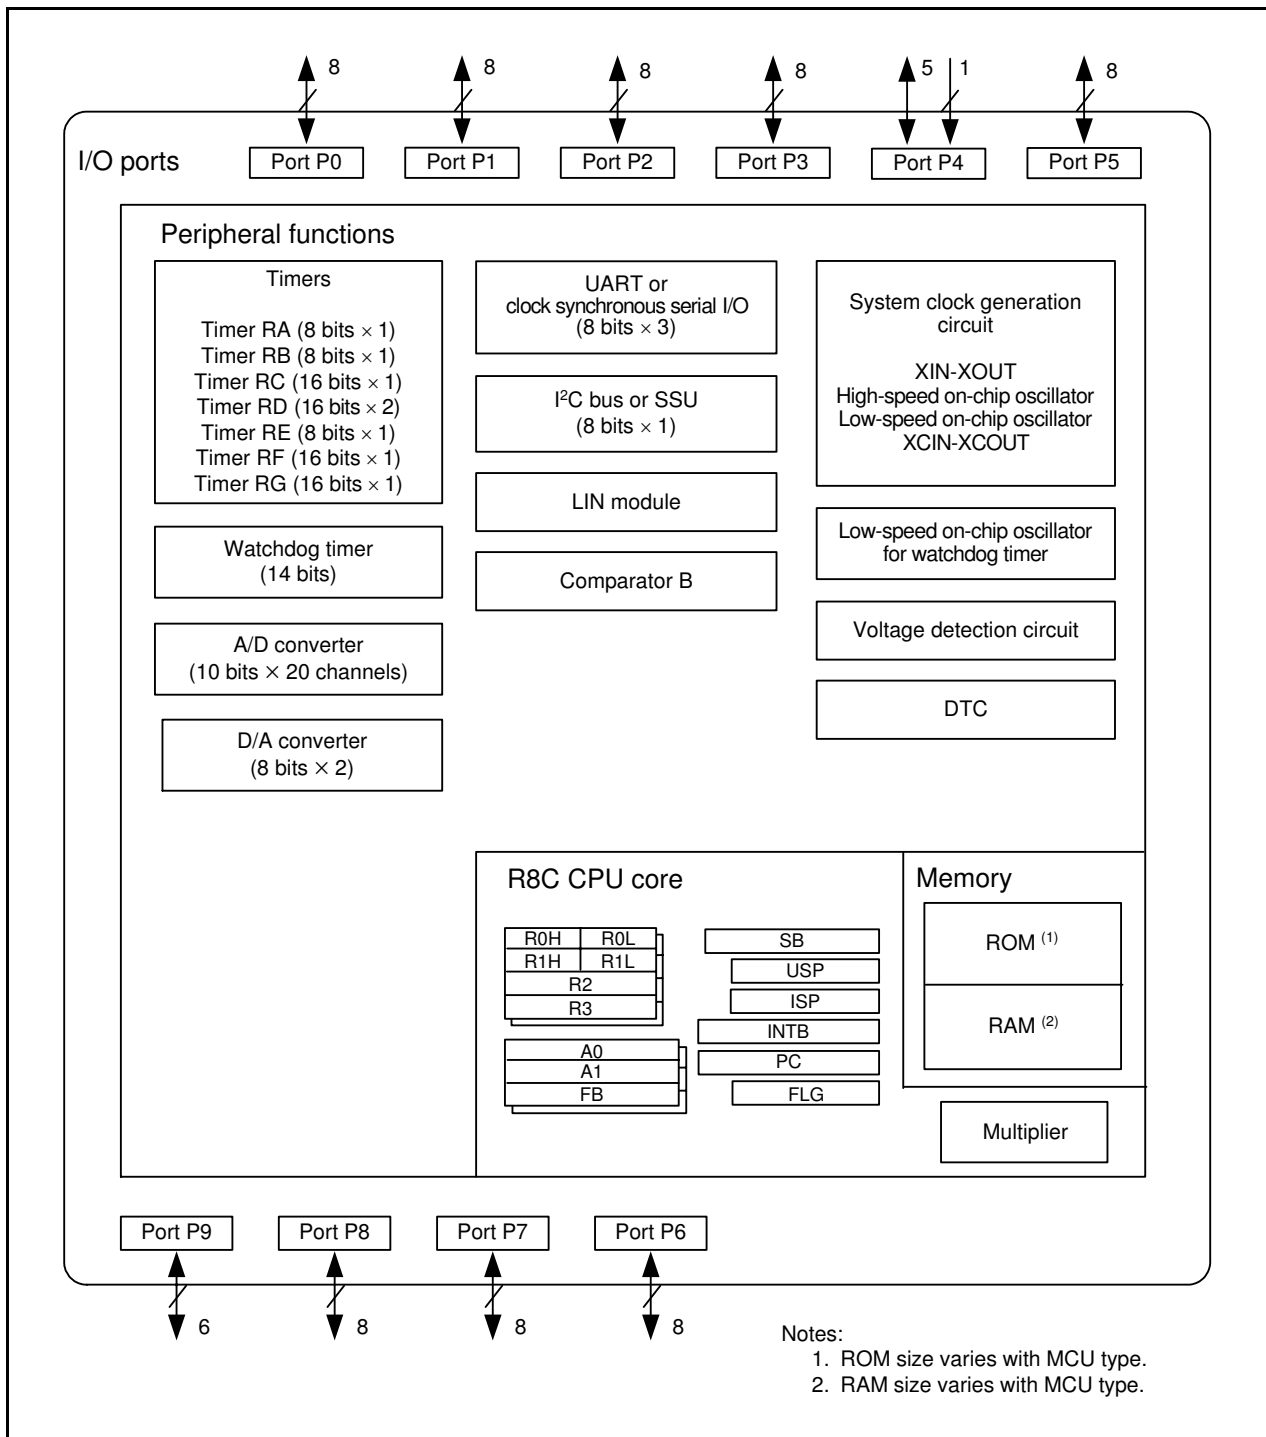 8 8 8 8 5 1 8
I/O ports
Port P0 Port P1 Port P2 Port P3 Port P4 Port P5
Peripheral functions
Timers
Timer RA (8 bits × 1)
Timer RB (8 bits × 1)
Timer RC (16 bits × 1)
Timer RD (16 bits × 2)
Timer RE (8 bits × 1)
Timer RF (16 bits × 1)
Timer RG (16 bits × 1)
Watchdog timer
(14 bits)
A/D converter
(10 bits × 20 channels)
D/A converter
(8 bits × 2)
UART or
clock synchronous serial I/O
(8 bits × 3)
I²C bus or SSU
(8 bits × 1)
LIN module
Comparator B
System clock generation
circuit
XIN-XOUT
High-speed on-chip oscillator
Low-speed on-chip oscillator
XCIN-XCOUT
Low-speed on-chip oscillator
for watchdog timer
Voltage detection circuit
DTC
R8C CPU core
R0H R0L
R1H R1L
R2
R3
A0
A1
FB
SB
USP
ISP
INTB
PC
FLG
Memory
ROM (1)
RAM (2)
Multiplier
Port P9 Port P8 Port P7 Port P6
6 8 8 8
Notes:
1. ROM size varies with MCU type.
2. RAM size varies with MCU type.